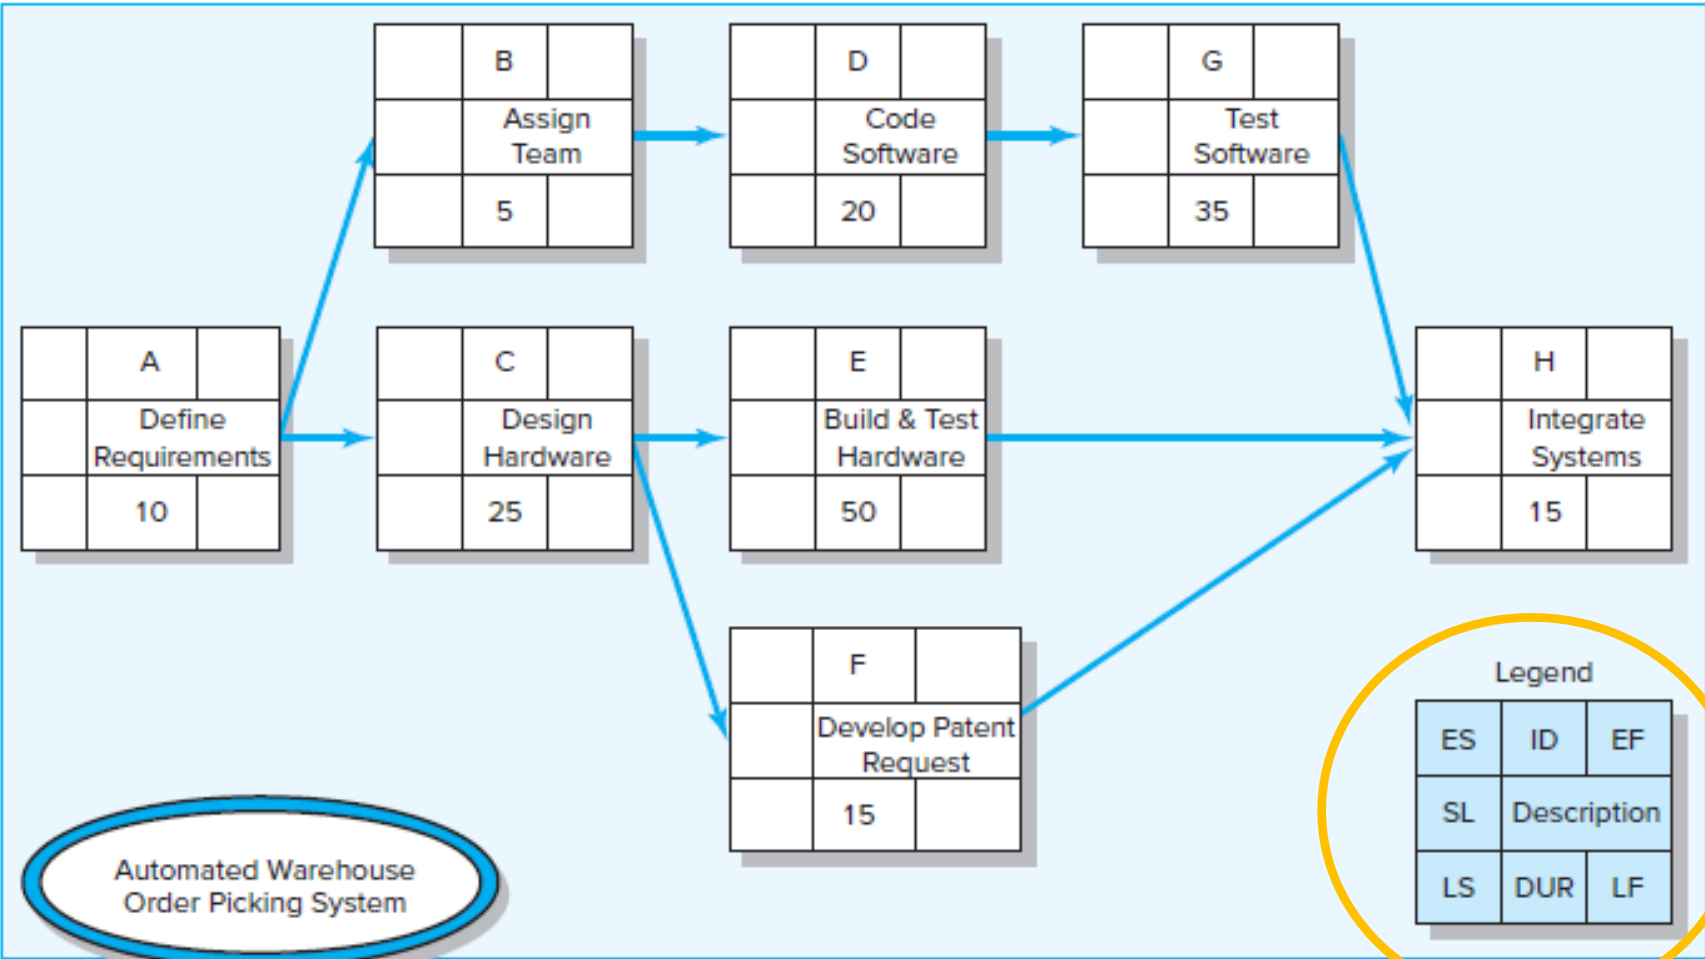 B
Assign
Team
5
D
Code
Software
20
G
Test
Software
35
A
Define
Requirements
10
C
Design
Hardware
25
E
Build & Test
Hardware
50
H
Integrate
Systems
15
F
Develop Patent
Request
15
Automated Warehouse
Order Picking System
Legend
ES ID EF
SL Description
LS DUR LF